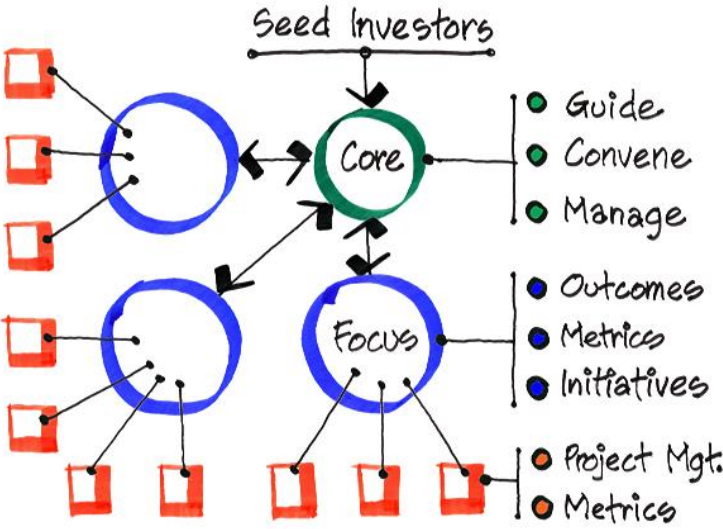 Seed Investors
Core
Guide
Convene
Manage
Focus
Outcomes
Metrics
Initiatives
Project Mgt.
Metrics